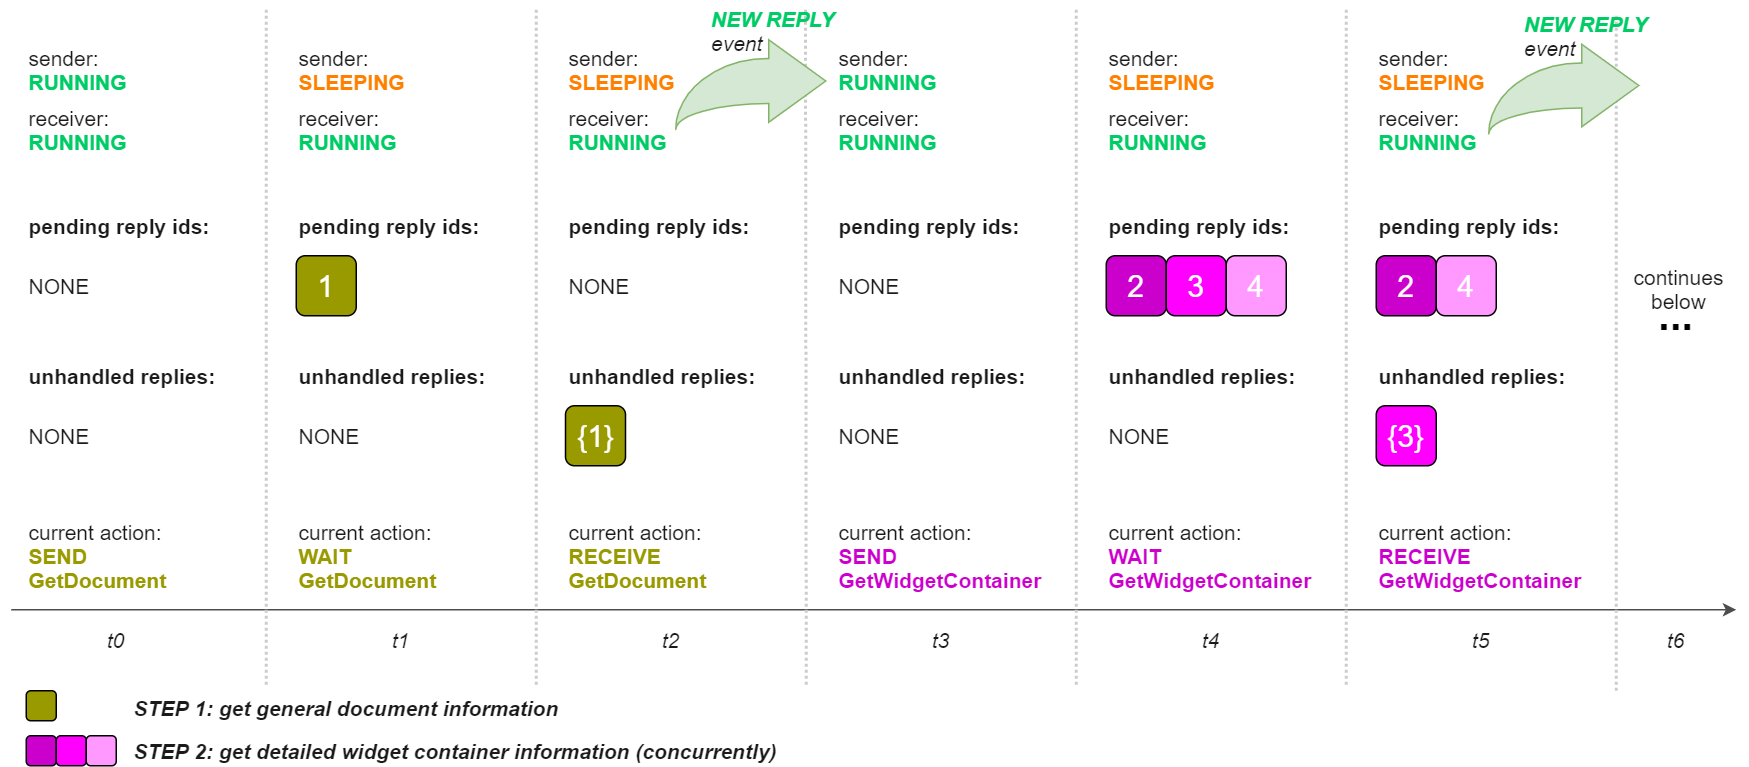 NEW REPLY
event
NEW REPLY
event
sender:
RUNNING
receiver:
RUNNING
pending reply ids:
NONE
unhandled replies:
NONE
current action:
SEND
GetDocument
t0
sender:
SLEEPING
receiver:
RUNNING
pending reply ids:
1
unhandled replies:
NONE
current action:
WAIT
GetDocument
t1
sender:
SLEEPING
receiver:
RUNNING
pending reply ids:
NONE
unhandled replies:
{1}
current action:
RECEIVE
GetDocument
t2
sender:
RUNNING
receiver:
RUNNING
pending reply ids:
NONE
unhandled replies:
NONE
current action:
SEND
GetWidgetContainer
t3
sender:
SLEEPING
receiver:
RUNNING
pending reply ids:
2 3 4
unhandled replies:
NONE
current action:
WAIT
GetWidgetContainer
t4
sender:
SLEEPING
receiver:
RUNNING
pending reply ids:
2 4
unhandled replies:
{3}
current action:
RECEIVE
GetWidgetContainer
t5
continues
below
...
t6
STEP 1: get general document information
STEP 2: get detailed widget container information (concurrently)